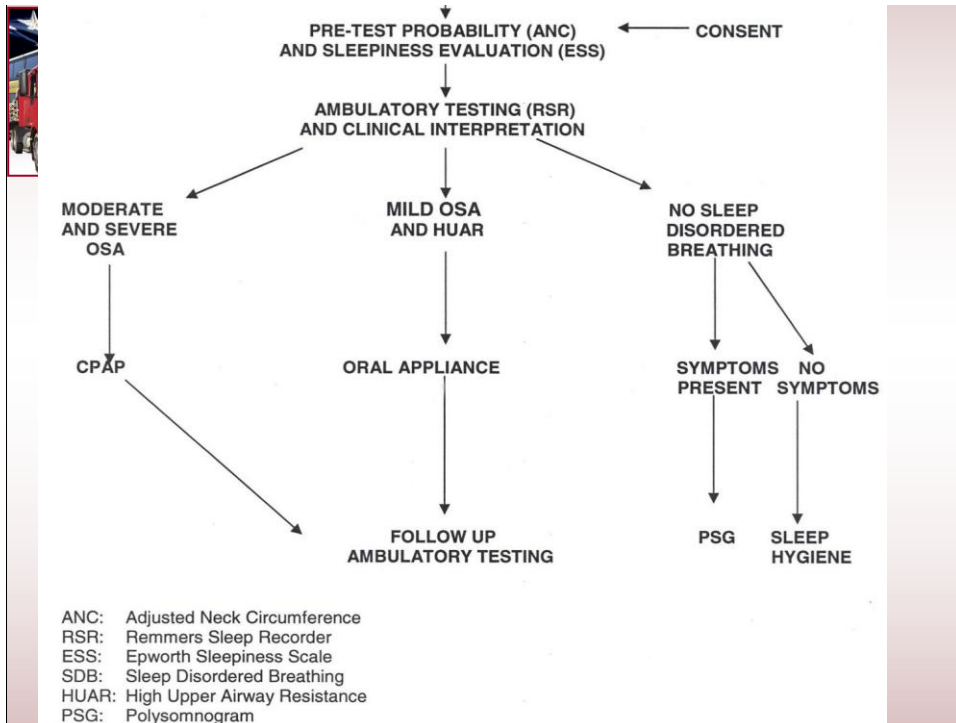 PRE-TEST PROBABILITY (ANC)
AND SLEEPINESS EVALUATION (ESS)
CONSENT
AMBULATORY TESTING (RSR)
AND CLINICAL INTERPRETATION
MODERATE
AND SEVERE
OSA
MILD OSA
AND HUAR
NO SLEEP
DISORDERED
BREATHING
CPAP
ORAL APPLIANCE
SYMPTOMS
PRESENT
NO
SYMPTOMS
FOLLOW UP
AMBULATORY TESTING
PSG
SLEEP
HYGIENE
ANC: Adjusted Neck Circumference
RSR: Remmers Sleep Recorder
ESS: Epworth Sleepiness Scale
SDB: Sleep Disordered Breathing
HUAR: High Upper Airway Resistance
PSG: Polysomnogram